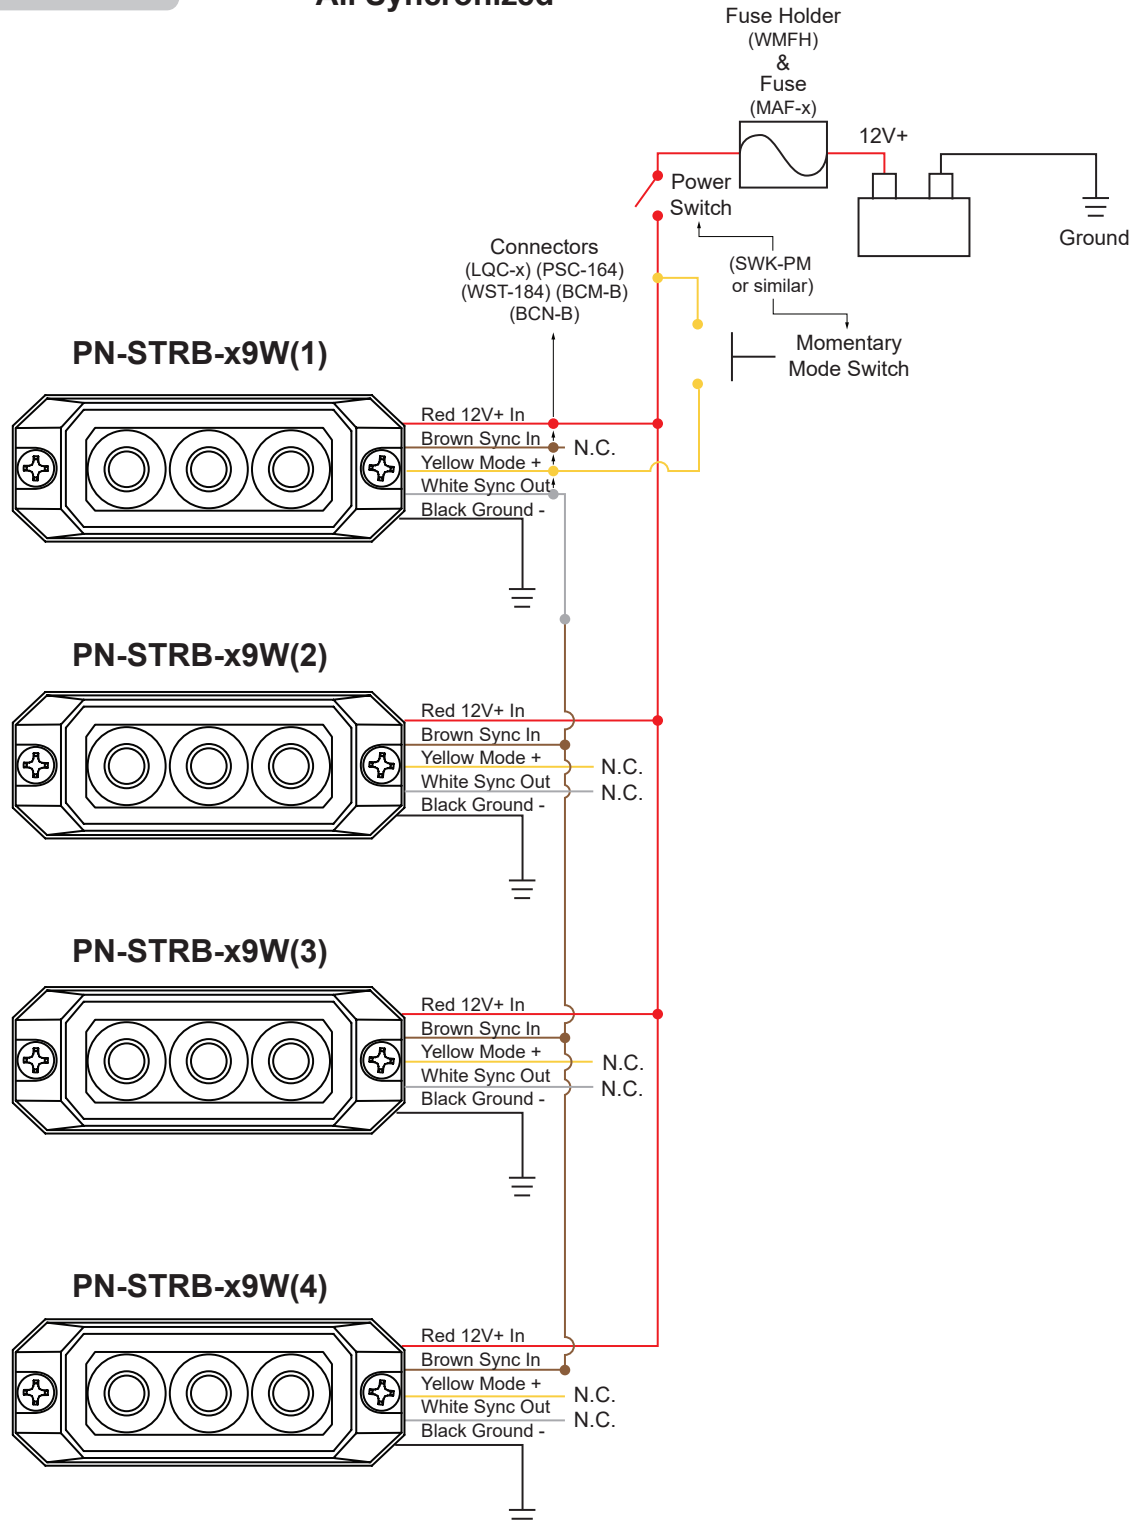 All Syncronized
Fuse Holder
(WMFH)
&
Fuse
(MAF-x)
12V+
Power
Switch
Ground
Connectors
(LQC-x) (PSC-164)
(WST-184) (BCM-B)
(BCN-B)
(SWK-PM
or similar)
Momentary
Mode Switch
PN-STRB-x9W(1)
Red 12V+ In
Brown Sync In
N.C.
Yellow Mode +
White Sync Out
Black Ground -
PN-STRB-x9W(2)
Red 12V+ In
Brown Sync In
Yellow Mode +
N.C.
White Sync Out
N.C.
Black Ground -
PN-STRB-x9W(3)
Red 12V+ In
Brown Sync In
Yellow Mode +
N.C.
White Sync Out
N.C.
Black Ground -
PN-STRB-x9W(4)
Red 12V+ In
Brown Sync In
Yellow Mode +
N.C.
White Sync Out
N.C.
Black Ground -